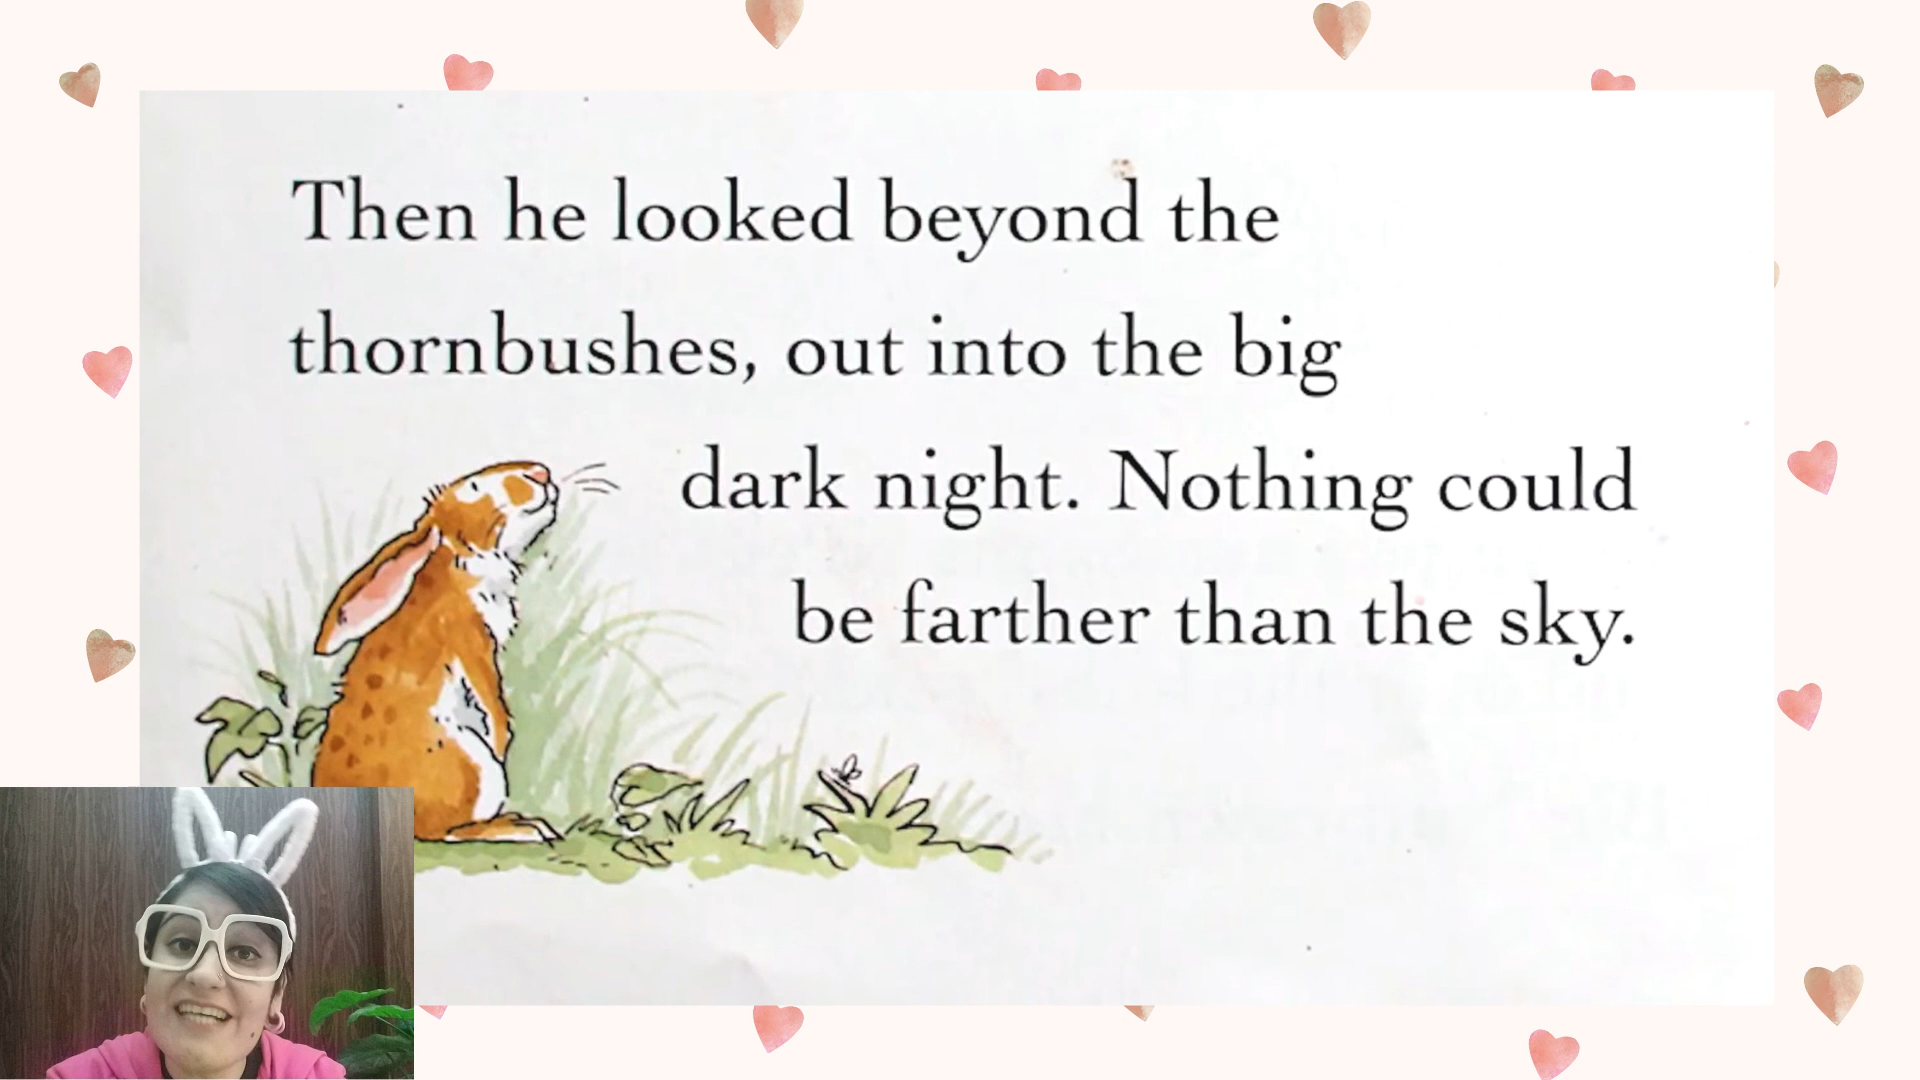 Then he looked beyond the
thornbushes, out into the big
dark night. Nothing could
be farther than the sky.